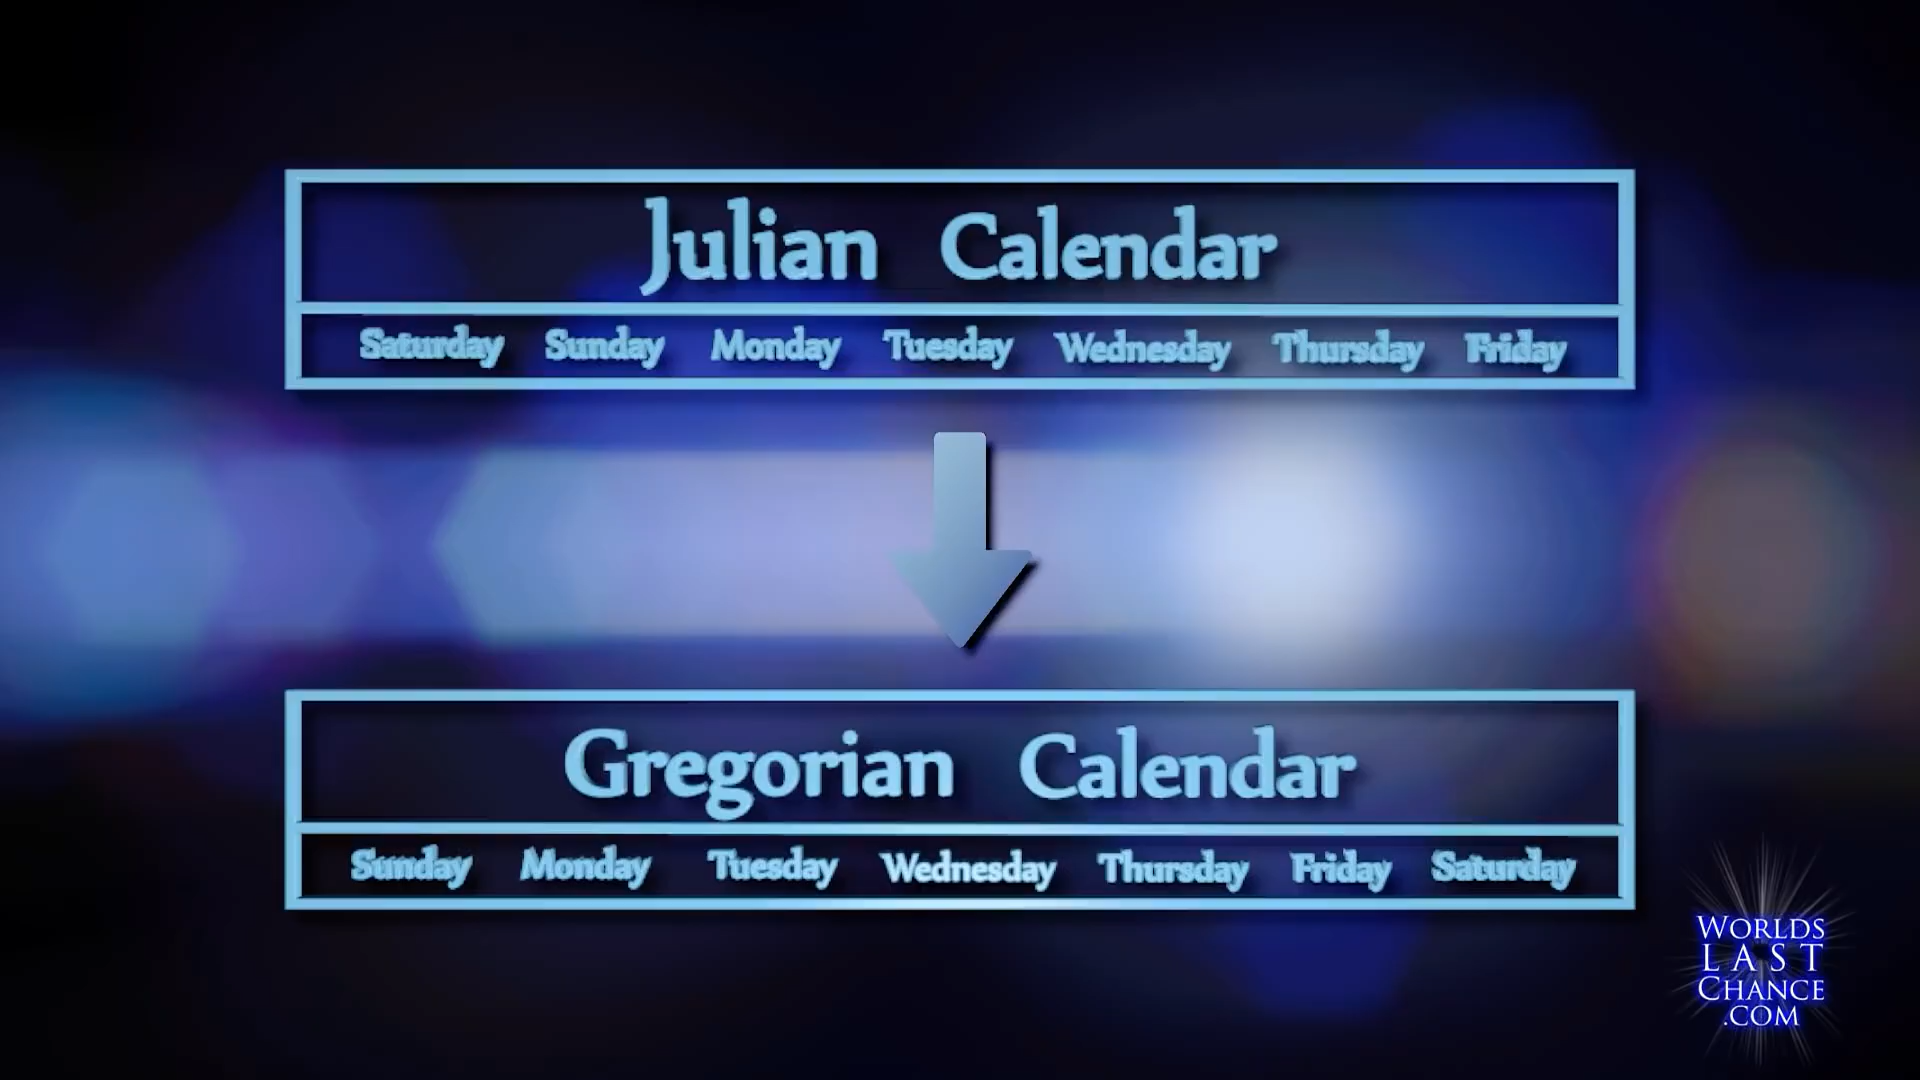 Julian Calendar
Saturday Sunday Monday Tuesday Wednesday Thursday Friday
Gregorian Calendar
Sunday Monday Tuesday Wednesday Thursday Friday Saturday
WORLDS
LAST
CHANCE
.COM